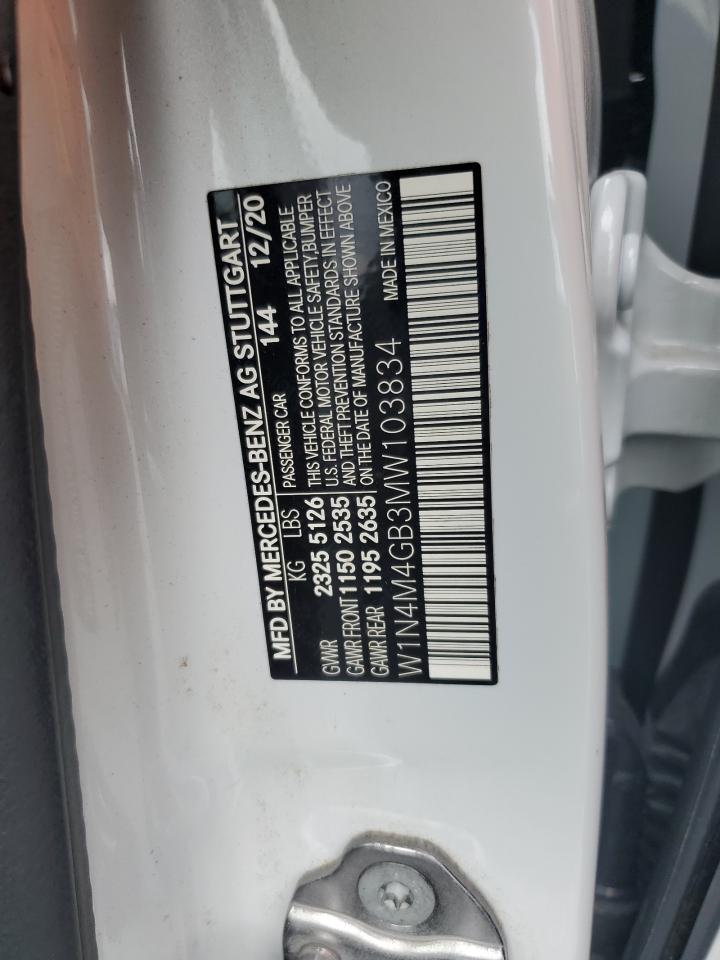 MFD BY MERCEDES-BENZ AG STUTTGART
144 12/20
KG LBS
GVWR 2325 5126
GAWR FRONT 1150 2535
GAWR REAR 1195 2635
PASSENGER CAR
THIS VEHICLE CONFORMS TO ALL APPLICABLE
U.S. FEDERAL MOTOR VEHICLE SAFETY,BUMPER
AND THEFT PREVENTION STANDARDS IN EFFECT
ON THE DATE OF MANUFACTURE SHOWN ABOVE
W1N4M4GB3MW103834 MADE IN MEXICO